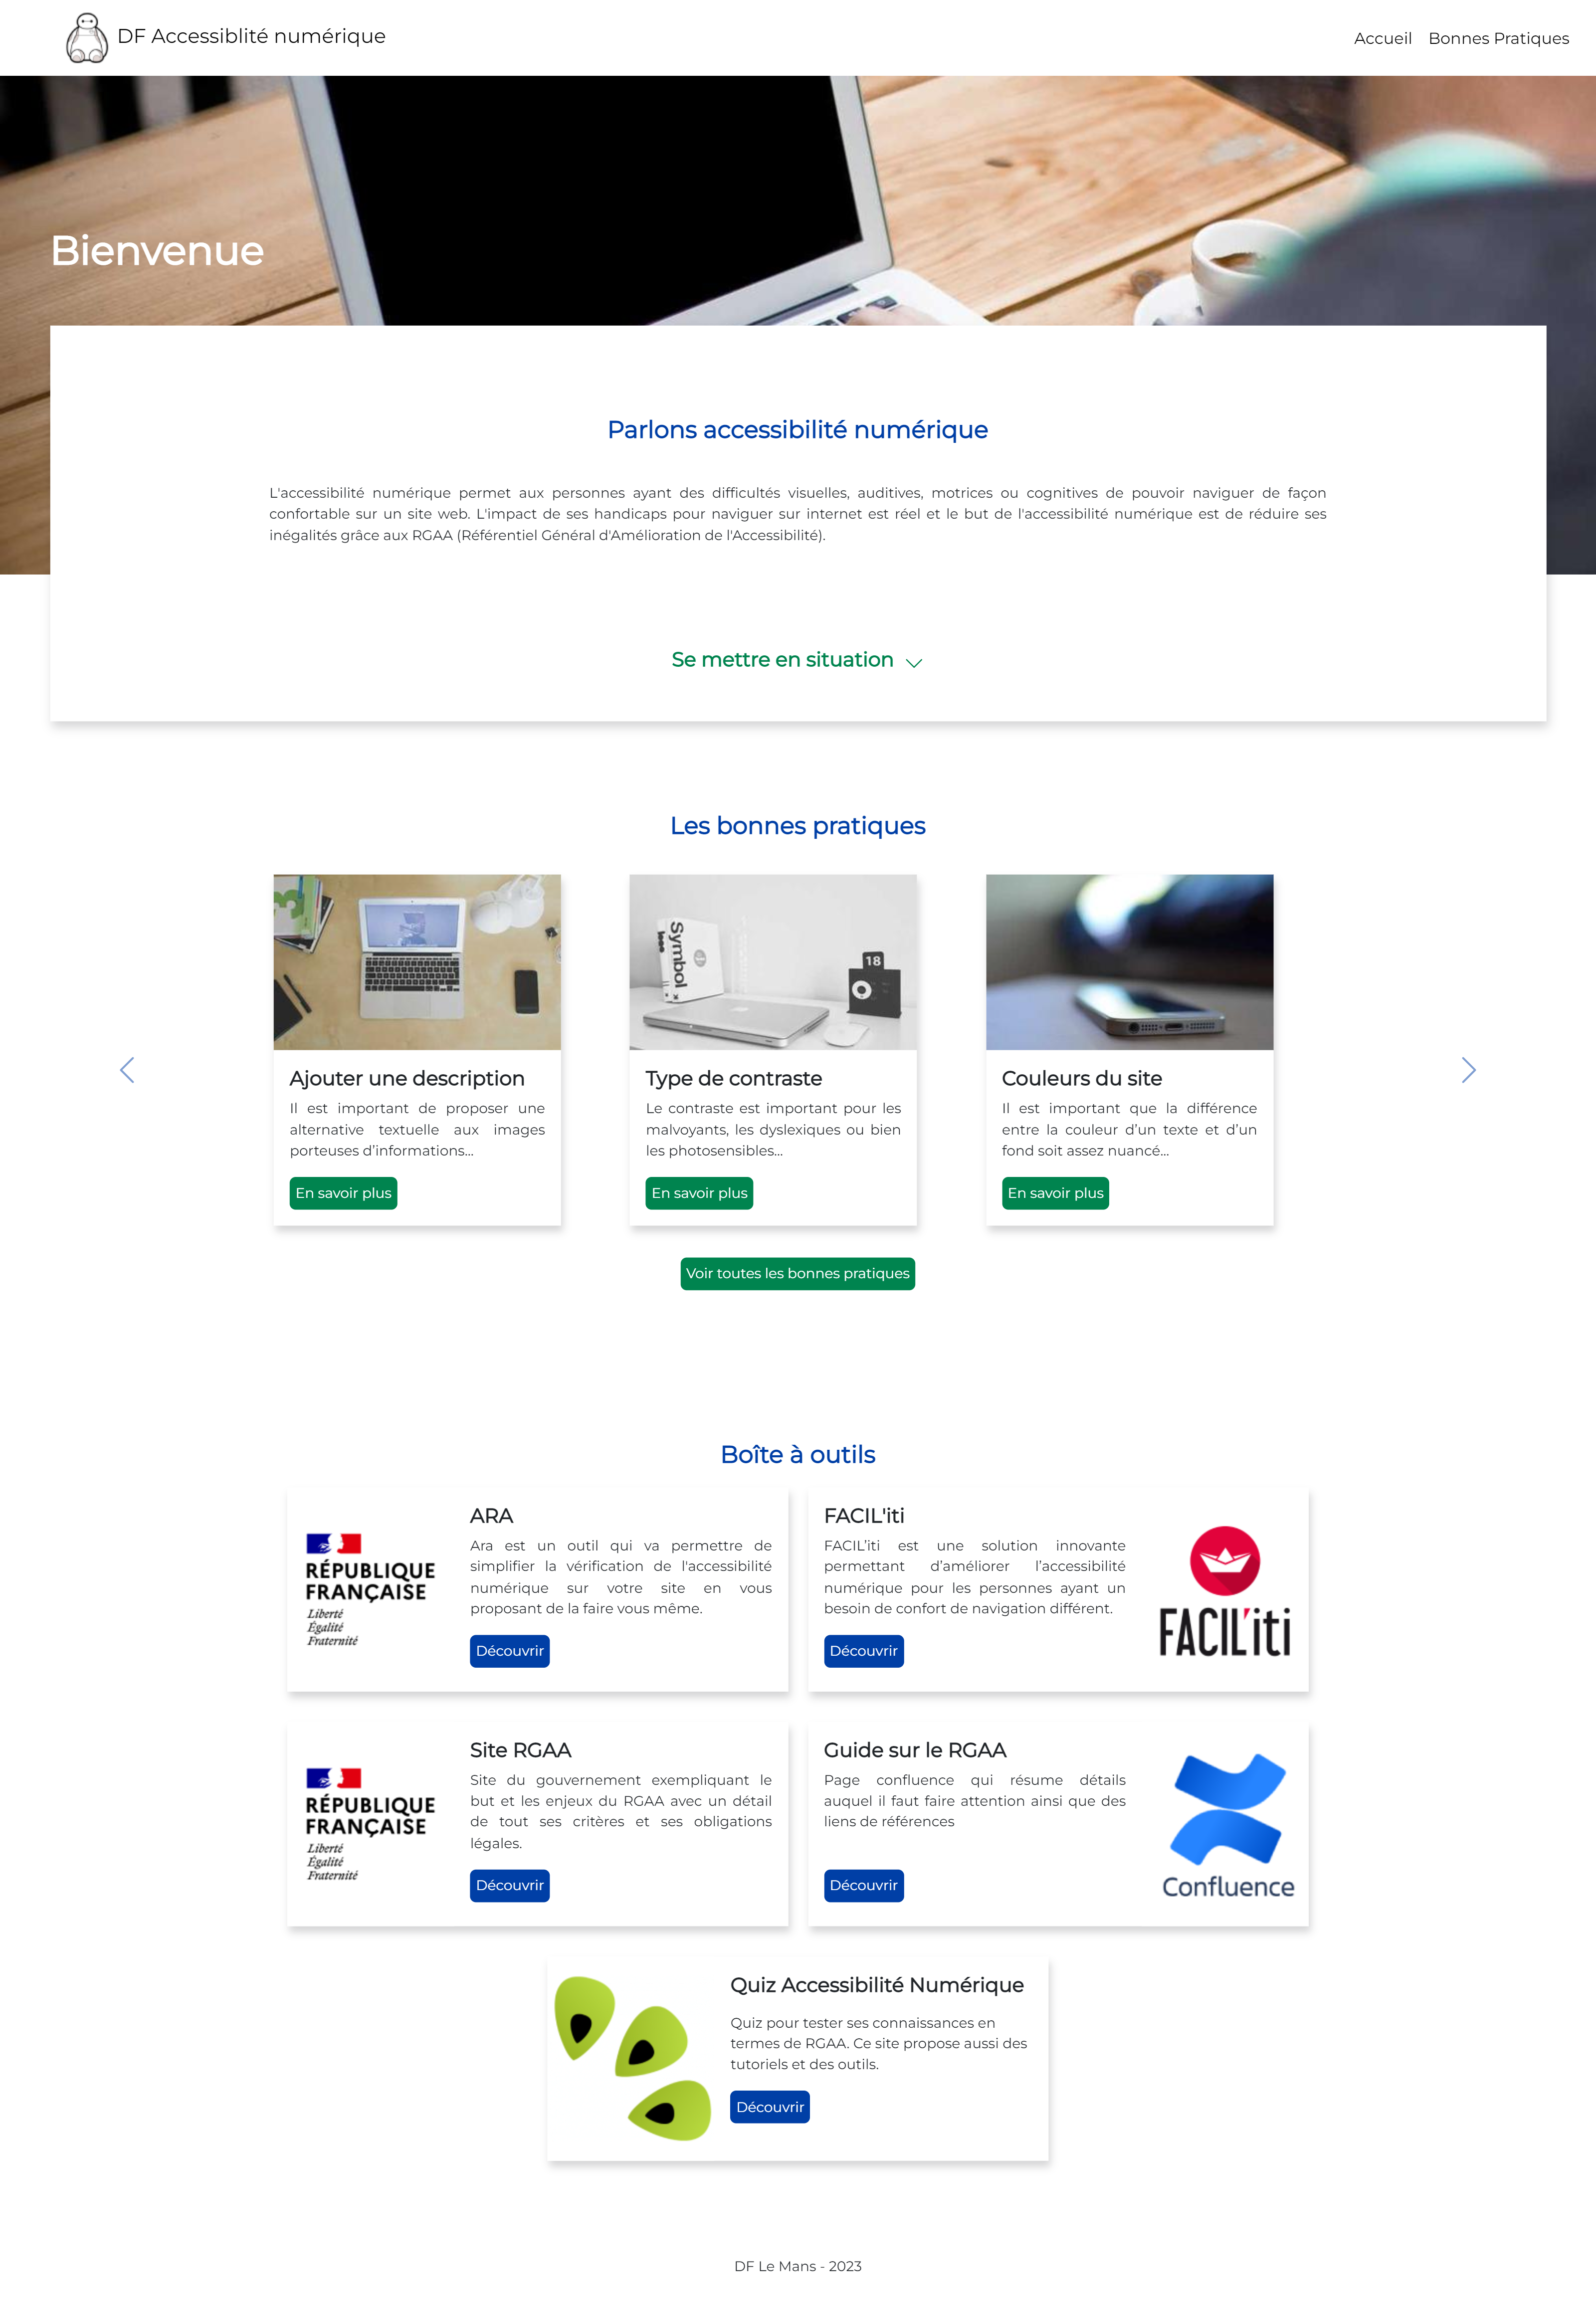 DF Accessiblité numérique
Accueil Bonnes Pratiques
Bienvenue
Parlons accessibilité numérique
L'accessibilité numérique permet aux personnes ayant des difficultés visuelles, auditives, motrices ou cognitives de pouvoir naviguer de façon
confortable sur un site web. L'impact de ses handicaps pour naviguer sur internet est réel et le but de l'accessibilité numérique est de réduire ses
inégalités grâce aux RGAA (Référentiel Général d'Amélioration de l'Accessibilité).
Se mettre en situation
Les bonnes pratiques
Ajouter une description
Il est important de proposer une
alternative textuelle aux images
porteuses d’informations...
En savoir plus
Symbol
logo
18
Type de contraste
Le contraste est important pour les
malvoyants, les dyslexiques ou bien
les photosensibles...
En savoir plus
Couleurs du site
Il est important que la différence
entre la couleur d’un texte et d’un
fond soit assez nuancé...
En savoir plus
Voir toutes les bonnes pratiques
Boîte à outils
RÉPUBLIQUE
FRANÇAISE
Liberté
Égalité
Fraternité
ARA
Ara est un outil qui va permettre de
simplifier la vérification de l'accessibilité
numérique sur votre site en vous
proposant de la faire vous même.
Découvrir
FACIL'iti
FACIL’iti est une solution innovante
permettant d’améliorer l’accessibilité
numérique pour les personnes ayant un
besoin de confort de navigation différent.
Découvrir
FACIL'iti
RÉPUBLIQUE
FRANÇAISE
Liberté
Égalité
Fraternité
Site RGAA
Site du gouvernement exempliquant le
but et les enjeux du RGAA avec un détail
de tout ses critères et ses obligations
légales.
Découvrir
Guide sur le RGAA
Page confluence qui résume détails
auquel il faut faire attention ainsi que des
liens de références
Découvrir
Confluence
Quiz Accessibilité Numérique
Quiz pour tester ses connaissances en
termes de RGAA. Ce site propose aussi des
tutoriels et des outils.
Découvrir
DF Le Mans - 2023